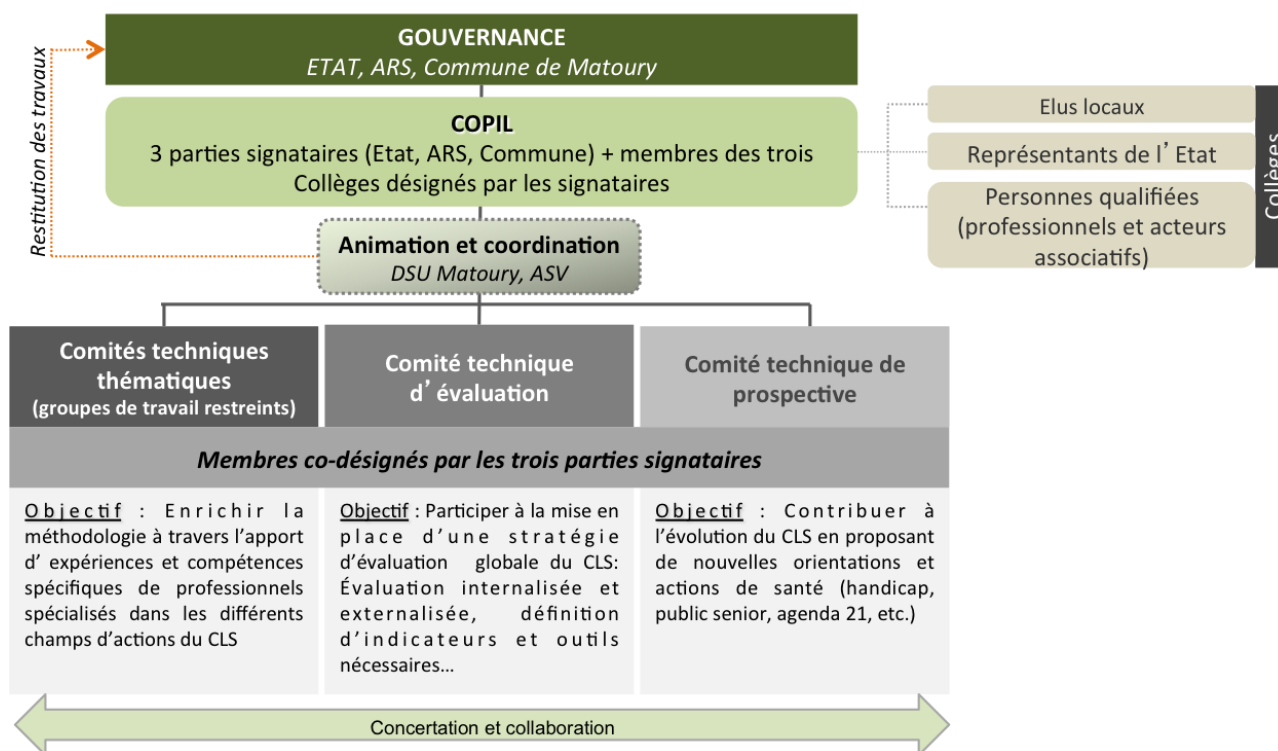 GOUVERNANCE
ETAT, ARS, Commune de Matoury
Restitution des travaux
COPIL
3 parties signataires (Etat, ARS, Commune) + membres des trois
Collèges désignés par les signataires
Elus locaux
Représentants de l’ Etat
Personnes qualifiées
(professionnels et acteurs
associatifs)
Collèges
Animation et coordination
DSU Matoury, ASV
Comités techniques
thématiques
(groupes de travail restreints)
Comité technique
d’ évaluation
Comité technique de
prospective
Membres co-désignés par les trois parties signataires
Objectif : Enrichir la
méthodologie à travers l’apport
d’ expériences et compétences
spécifiques de professionnels
spécialisés dans les différents
champs d’actions du CLS
Objectif : Participer à la mise en
place d’une stratégie
d’évaluation globale du CLS:
Évaluation internalisée et
externalisée, définition
d’indicateurs et outils
nécessaires…
Objectif : Contribuer à
l’évolution du CLS en proposant
de nouvelles orientations et
actions de santé (handicap,
public senior, agenda 21, etc.)
Concertation et collaboration